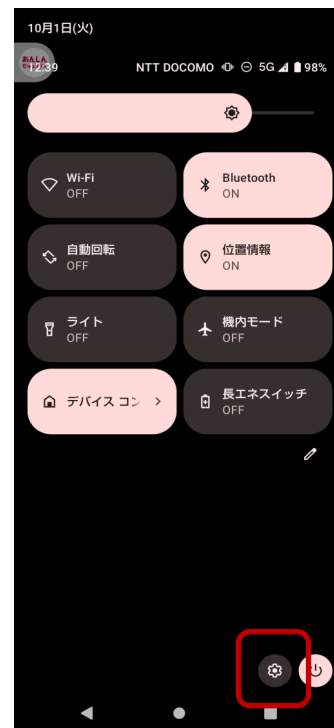 10月1日(火)
12:39 NTT DOCOMO 5G 98%
Wi-Fi
OFF
Bluetooth
ON
自動回転
OFF
位置情報
ON
ライト
OFF
機内モード
OFF
デバイス コン
長エネスイッチ
OFF